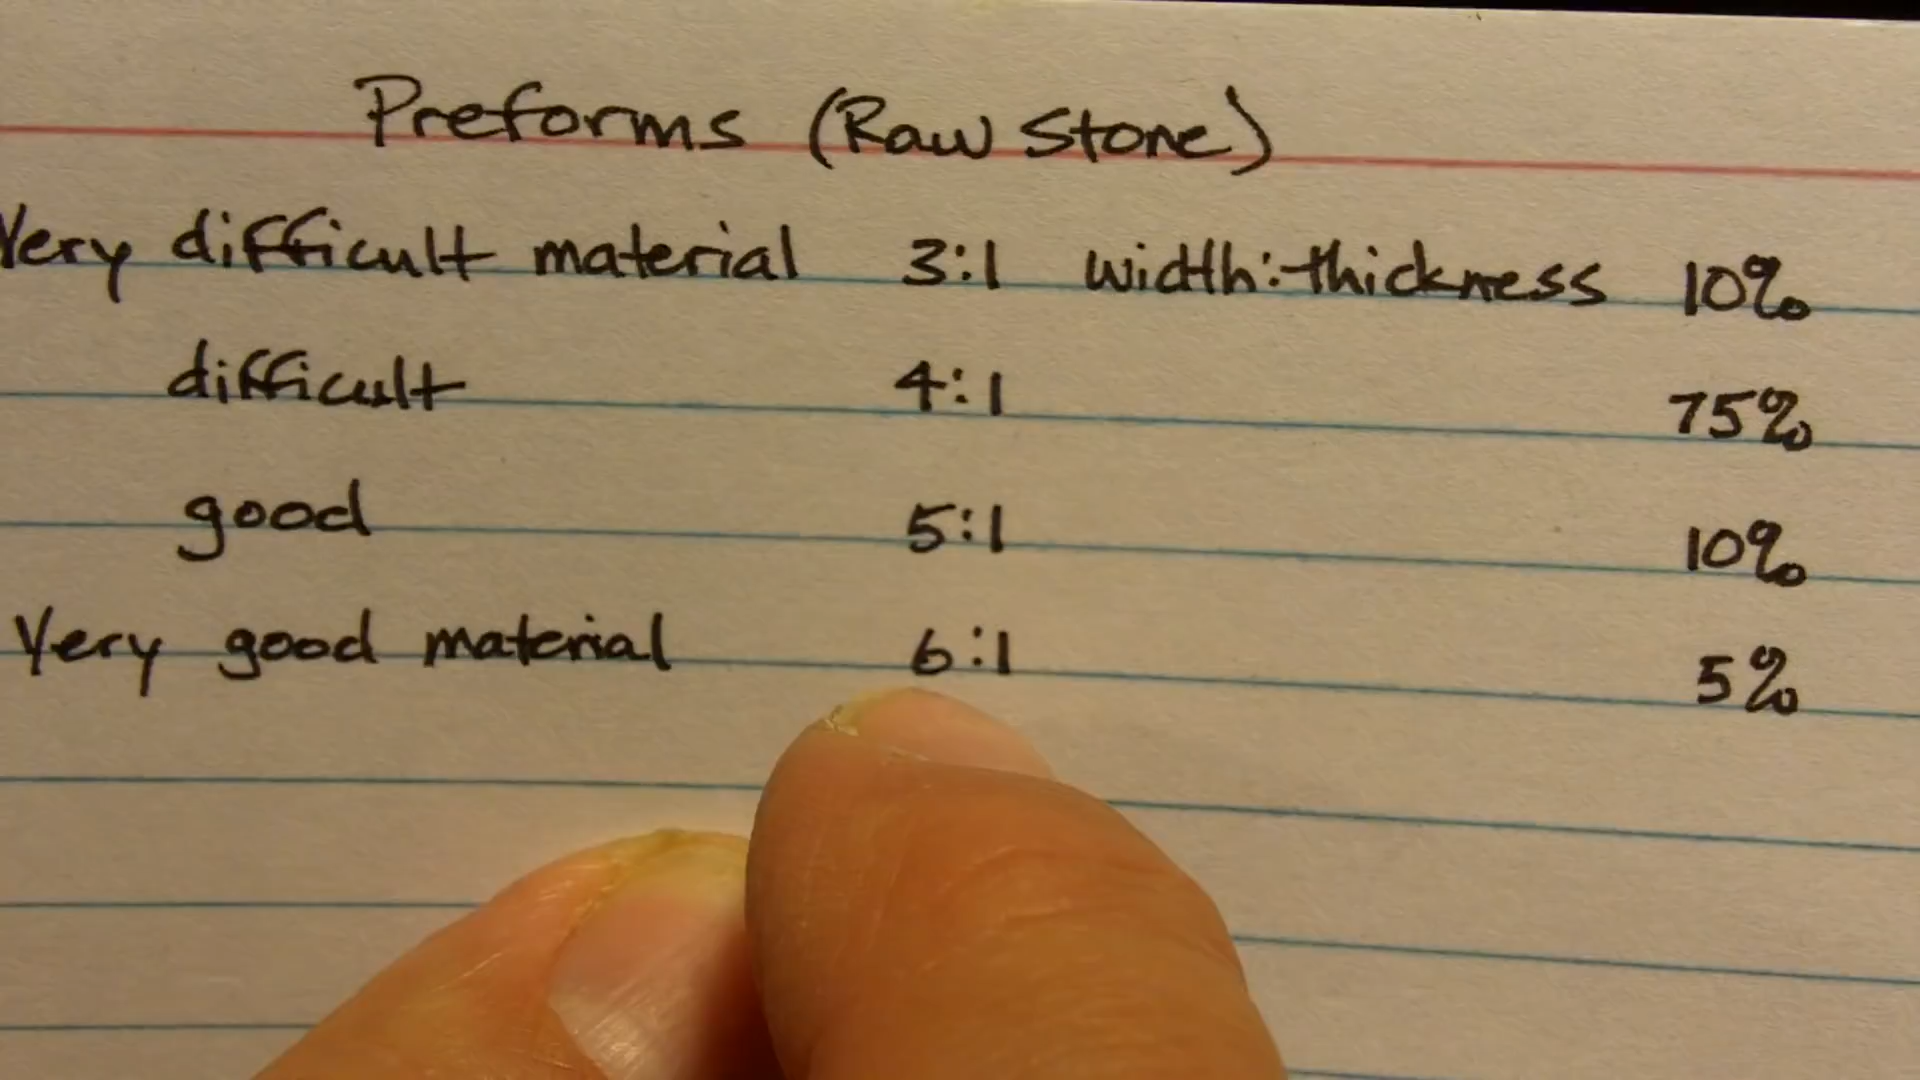 Preforms (Raw Stone)
Very difficult material 3:1 width:thickness 10%
difficult 4:1 75%
good 5:1 10%
Very good material 6:1 5%